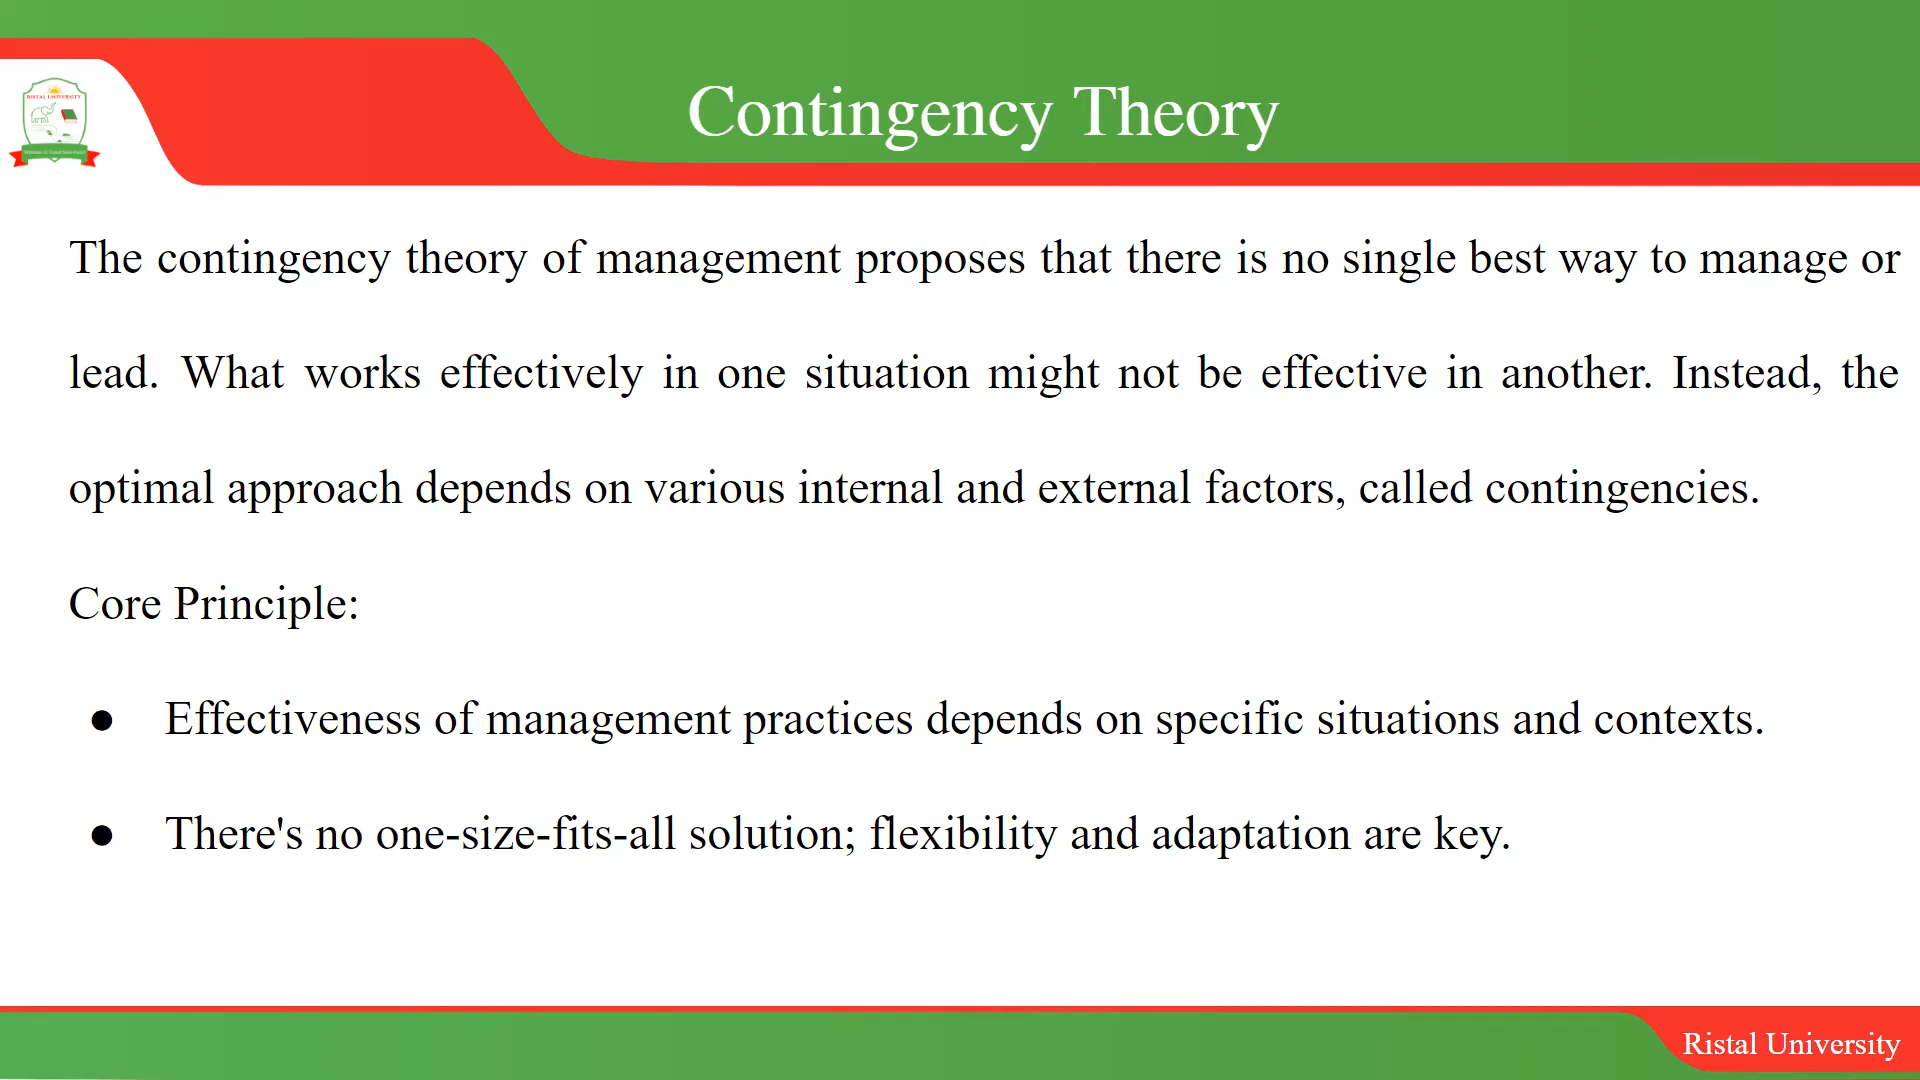 Contingency Theory
RISTAL UNIVERSITY
The contingency theory of management proposes that there is no single best way to manage or
lead. What works effectively in one situation might not be effective in another. Instead, the
optimal approach depends on various internal and external factors, called contingencies.
Core Principle:
● Effectiveness of management practices depends on specific situations and contexts.
● There's no one-size-fits-all solution; flexibility and adaptation are key.
Ristal University